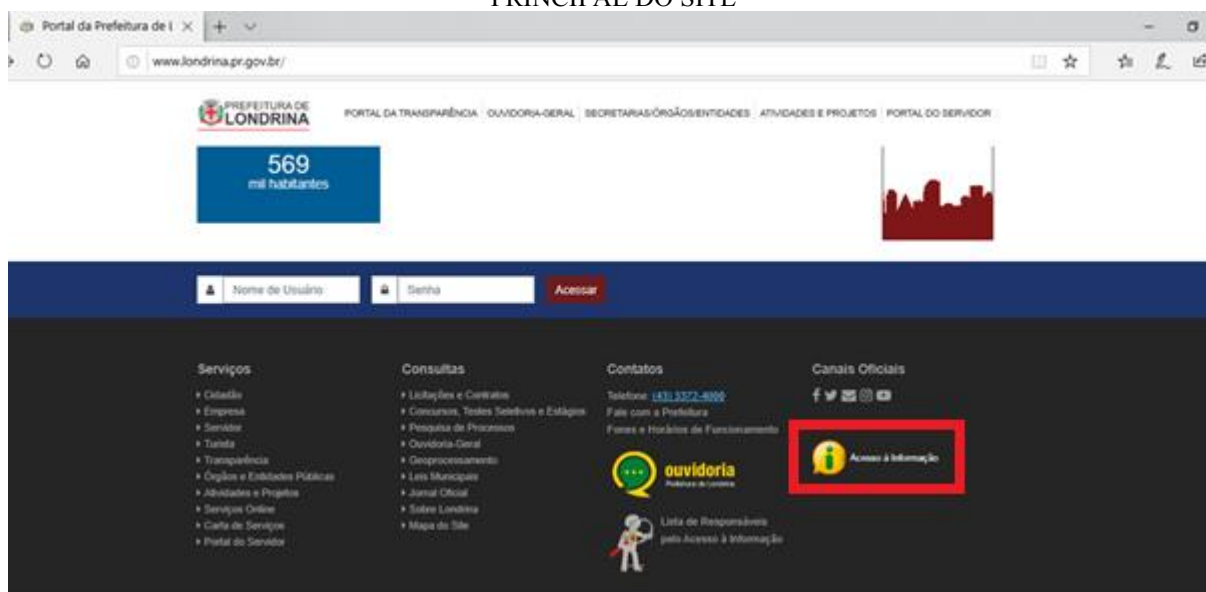 PRINCIPAL DO SITE
Portal da Prefeitura de L
www.londrina.pr.gov.br/
PREFEITURA DE
LONDRINA
PORTAL DA TRANSPARÊNCIA OUVIDORIA-GERAL SECRETARIAS/ÓRGÃOS/ENTIDADES ATIVIDADES E PROJETOS PORTAL DO SERVIDOR
569
mil habitantes
Nome de Usuário
Senha
Acessar
Serviços
Cidadão
Empresa
Servidor
Turista
Transparência
Órgãos e Entidades Públicas
Atividades e Projetos
Serviços Online
Carta de Serviços
Portal do Servidor
Consultas
Licitações e Contratos
Concursos, Testes Seletivos e Estágios
Pesquisa de Processos
Ouvidoria-Geral
Geoprocessamento
Leis Municipais
Jornal Oficial
Sobre Londrina
Mapa do Site
Contatos
Telefone: (43) 3372-4000
Fale com a Prefeitura
Fones e Horários de Funcionamento
ouvidoria
Prefeitura de Londrina
Lista de Responsáveis
pelo Acesso à Informação
Canais Oficiais
Acesso à Informação